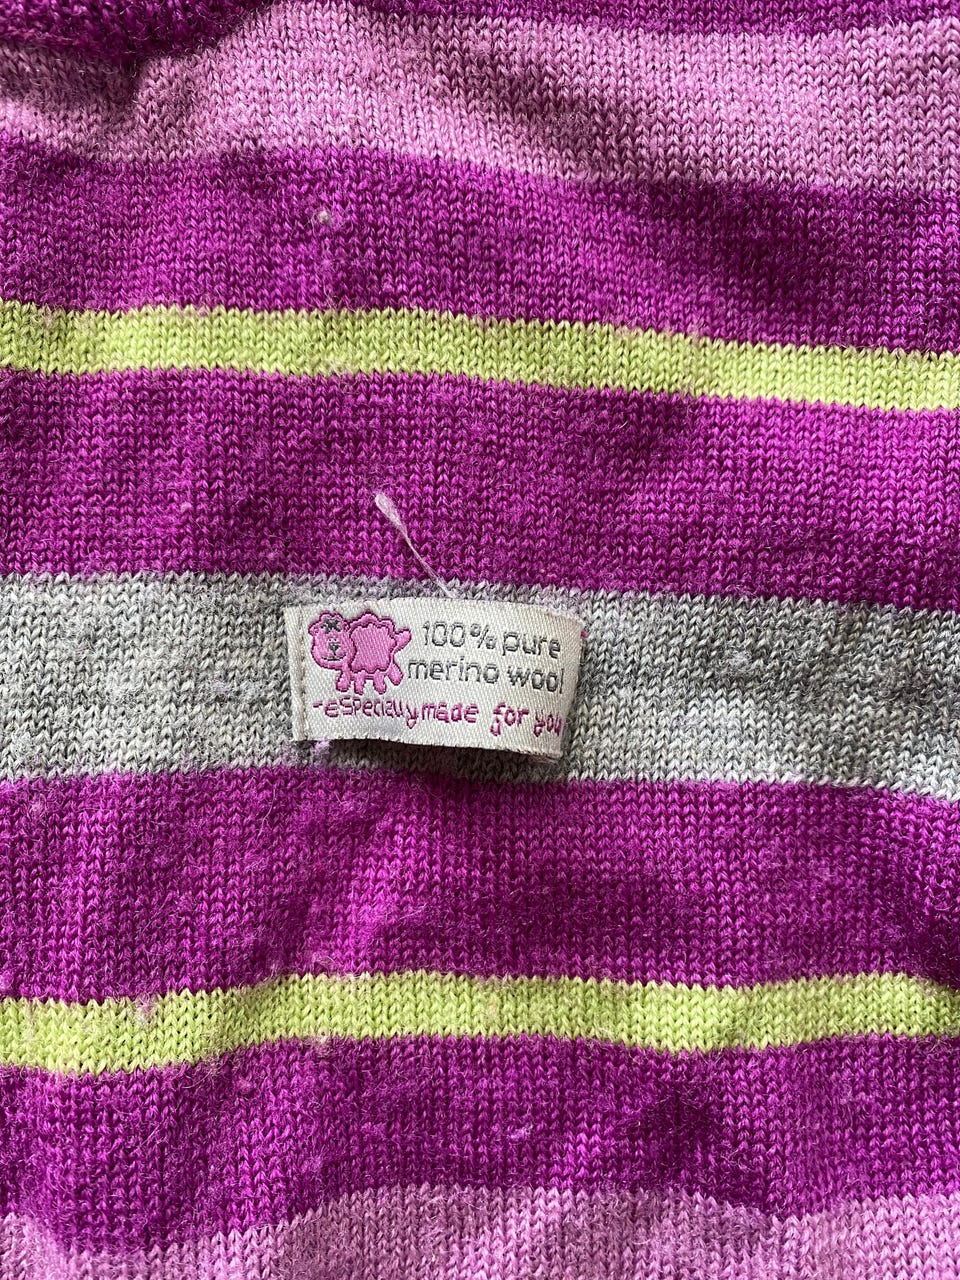 100% pure
merino wool
-especially made for you